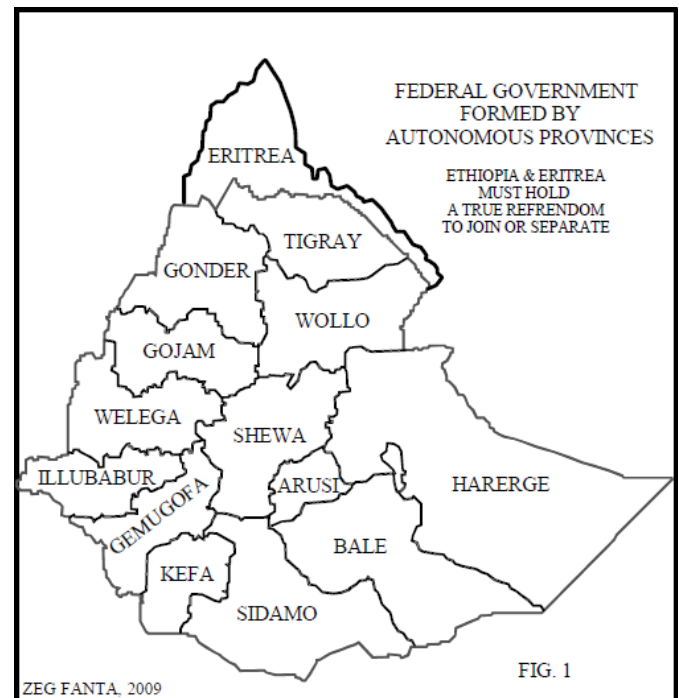 FEDERAL GOVERNMENT
FORMED BY
AUTONOMOUS PROVINCES
ETHIOPIA & ERITREA
MUST HOLD
A TRUE REFRENDOM
TO JOIN OR SEPARATE
ERITREA
TIGRAY
GONDER
WOLLO
GOJAM
WELEGA
SHEWA
ILLUBABUR
ARUSI
HARERGE
GEMUGOFA
BALE
KEFA
SIDAMO
FIG. 1
ZEG FANTA, 2009